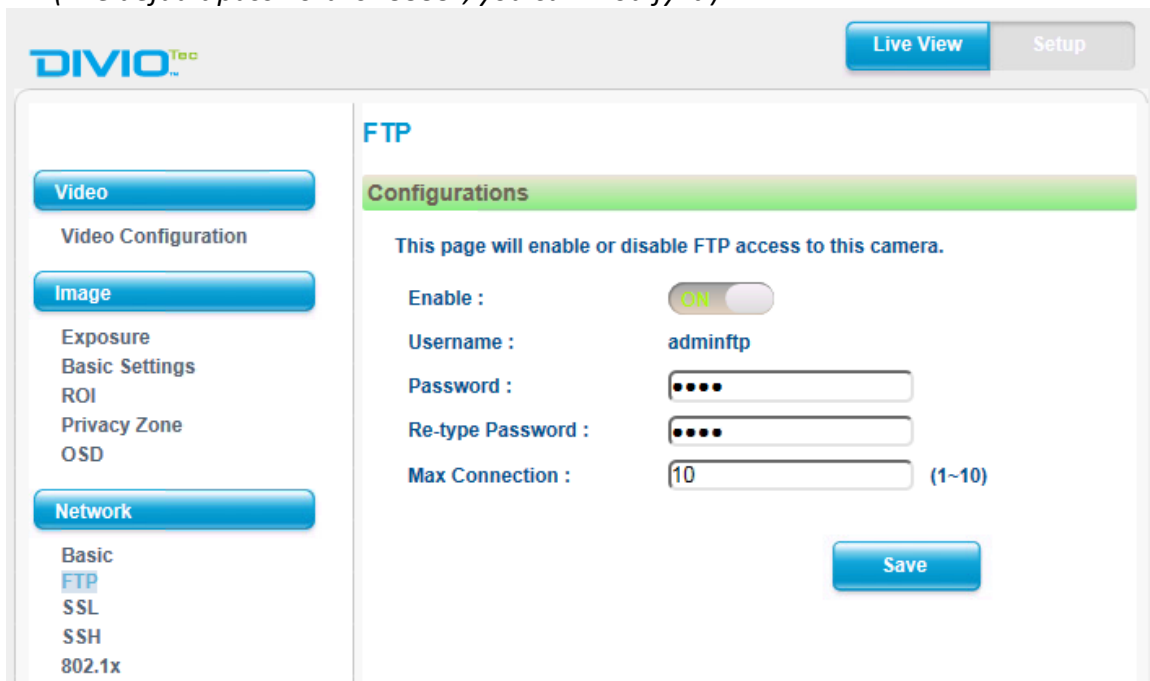 DIVIO Tec ™
Live View
Setup
FTP
Video
Configurations
Video Configuration
This page will enable or disable FTP access to this camera.
Image
Enable : ON
Exposure
Username : adminftp
Basic Settings
ROI
Password : ••••
Privacy Zone
Re-type Password : ••••
OSD
Max Connection : 10 (1~10)
Network
Basic
Save
FTP
SSL
SSH
802.1x